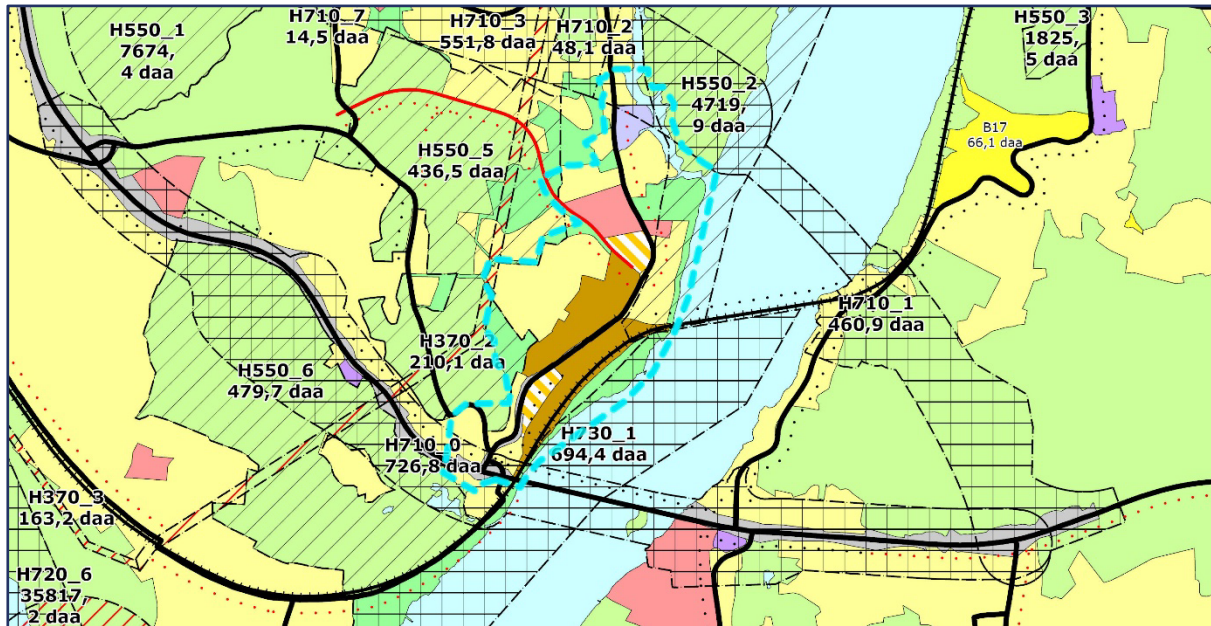 H550_1
7674,
4 daa
H710_7
14,5 daa
H710_3
551,8 daa
H710_2
48,1 daa
H550_2
4719,
9 daa
H550_3
1825,
5 daa
B17
66,1 daa
H550_5
436,5 daa
H710_1
460,9 daa
H370_2
210,1 daa
H550_6
479,7 daa
H710_0
726,8 daa
H730_1
694,4 daa
H370_3
163,2 daa
H720_6
35817,
2 daa